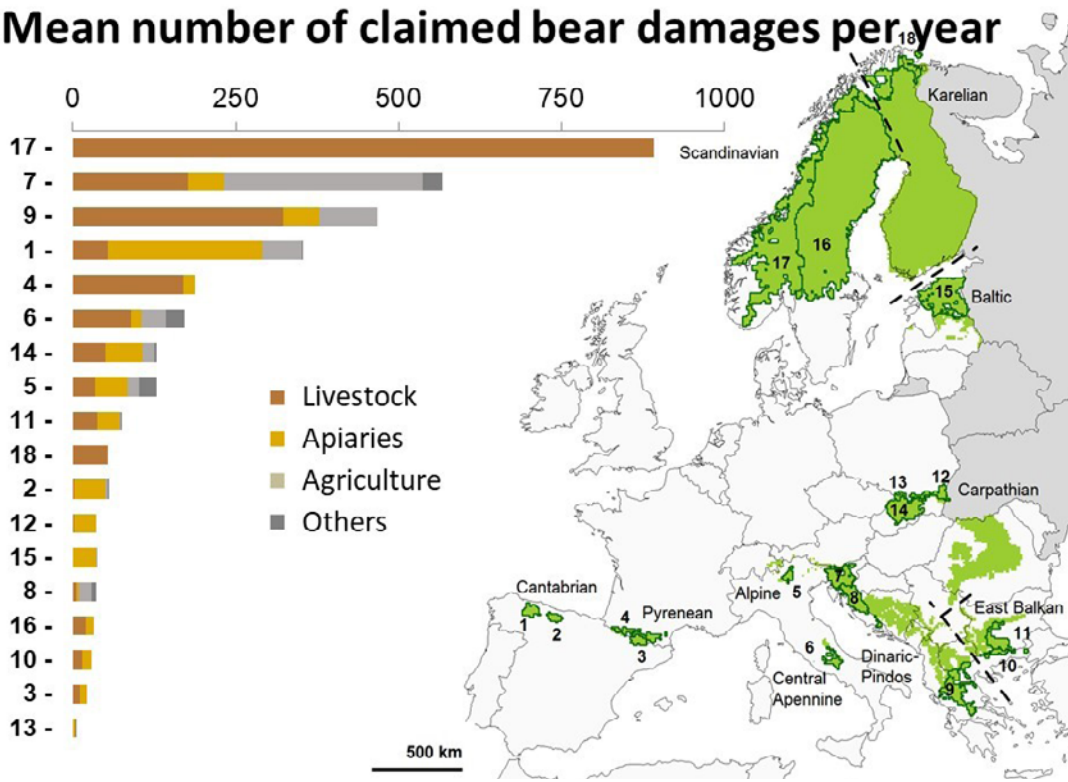 Mean number of claimed bear damages per year
0 250 500 750 1000
17 -
7 -
9 -
1 -
4 -
6 -
14 -
5 -
11 -
18 -
2 -
12 -
15 -
8 -
16 -
10 -
3 -
13 -
Livestock
Apiaries
Agriculture
Others
18
Karelian
Scandinavian
16
17
15
Baltic
13 12
Carpathian
14
Cantabrian
1
2
4
Pyrenean
3
Alpine
5
7
8
East Balkan
11
10
6
Central
Apennine
Dinaric-
Pindos
9
500 km